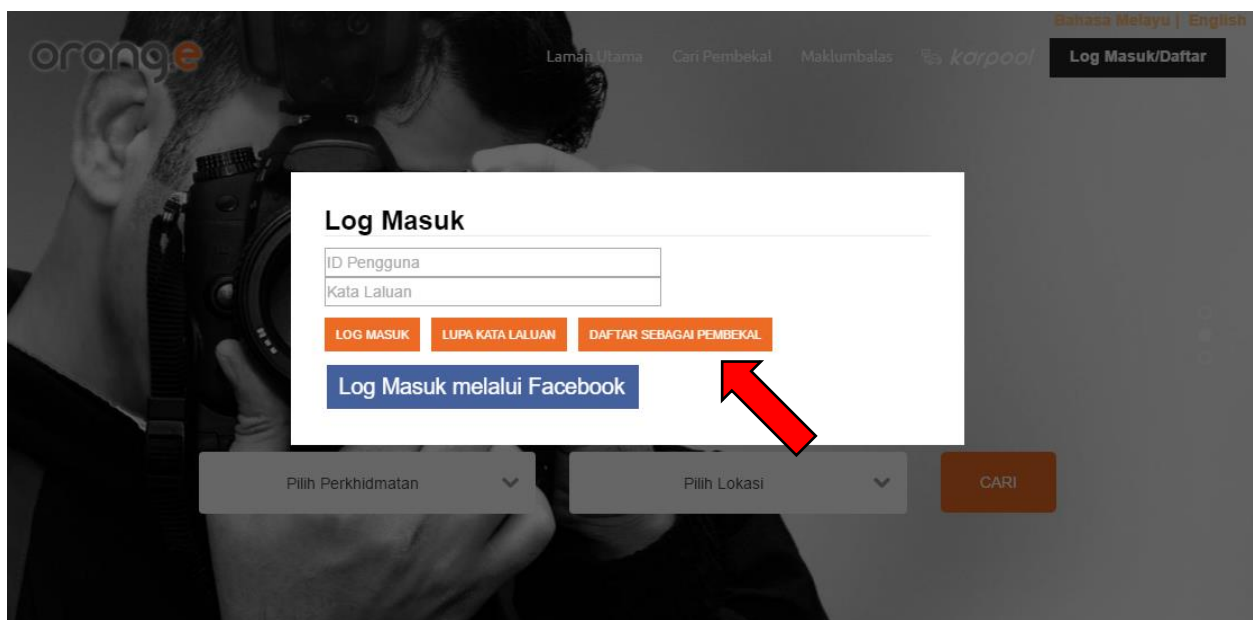 Bahasa Melayu | English
orange
Laman Utama Cari Pembekal Maklumbalas karpool Log Masuk/Daftar
Log Masuk
ID Pengguna
Kata Laluan
LOG MASUK LUPA KATA LALUAN DAFTAR SEBAGAI PEMBEKAL
Log Masuk melalui Facebook
Pilih Perkhidmatan Pilih Lokasi CARI